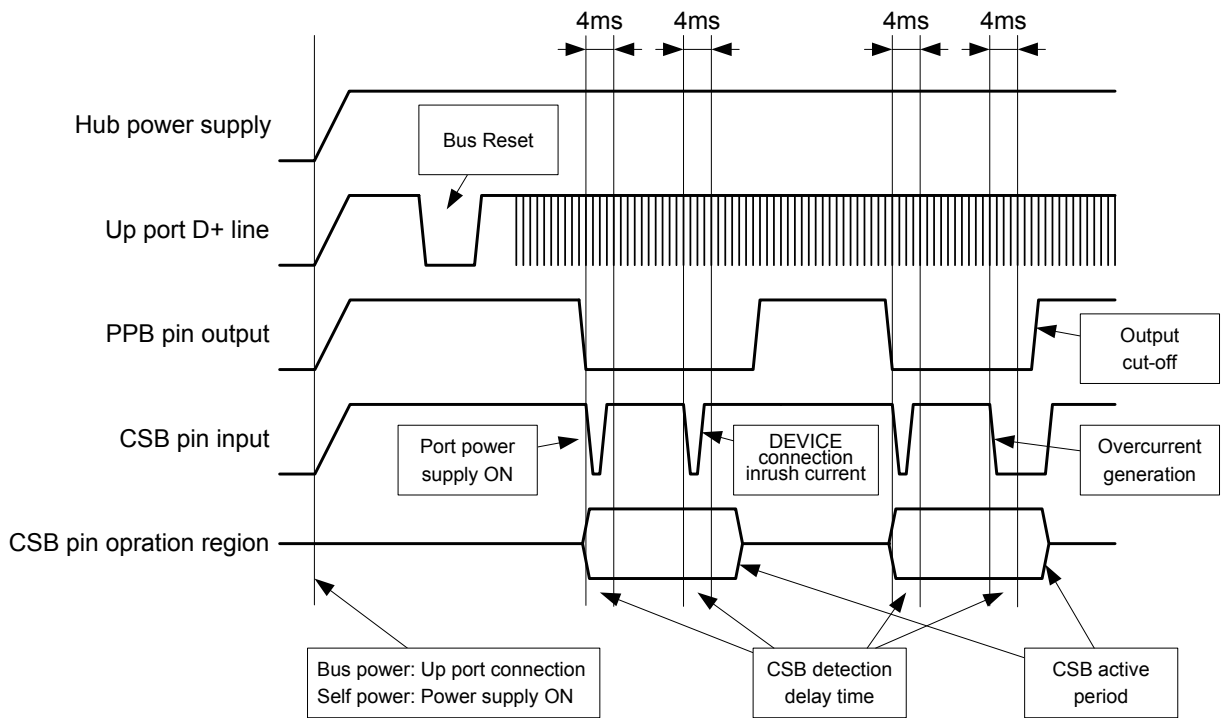 4ms
4ms
4ms
4ms
Hub power supply
Bus Reset
Up port D+ line
PPB pin output
Output
cut-off
CSB pin input
Port power
supply ON
DEVICE
connection
inrush current
Overcurrent
generation
CSB pin opration region
Bus power: Up port connection
Self power: Power supply ON
CSB detection
delay time
CSB active
period